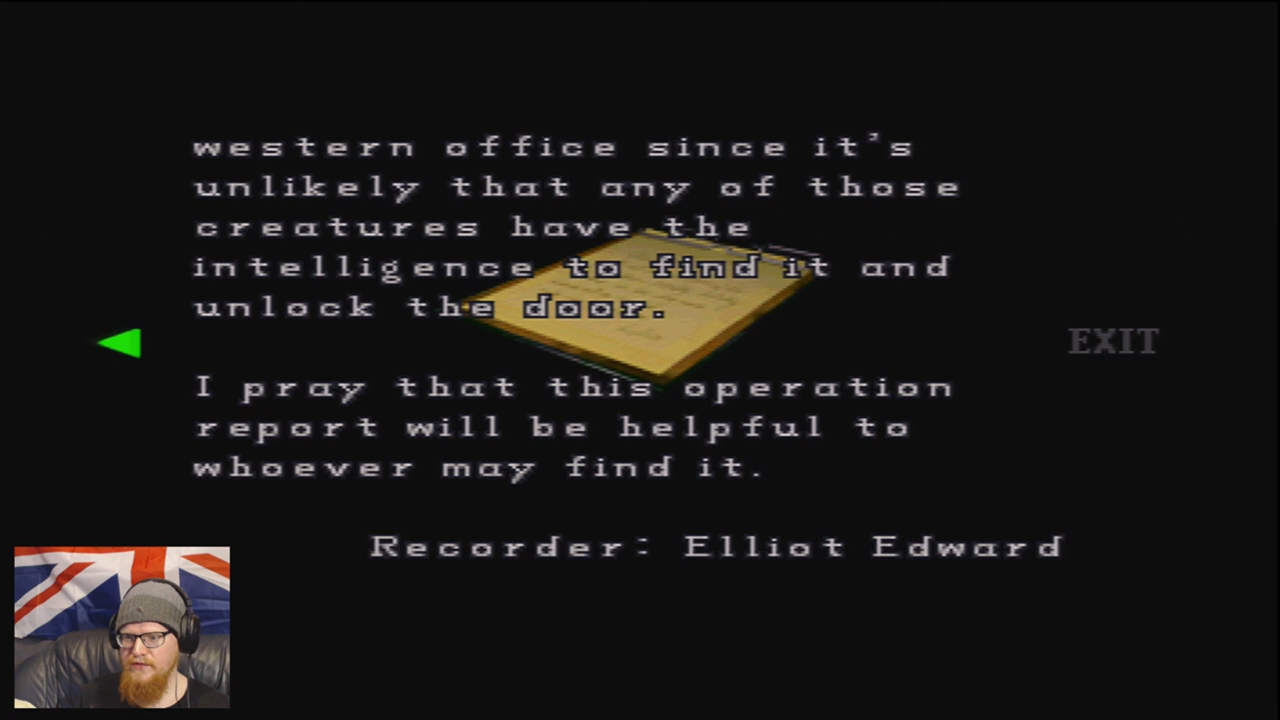 western office since it's
unlikely that any of those
creatures have the
intelligence to find it and
unlock the door.
EXIT
I pray that this operation
report will be helpful to
whoever may find it.
Recorder: Elliot Edward